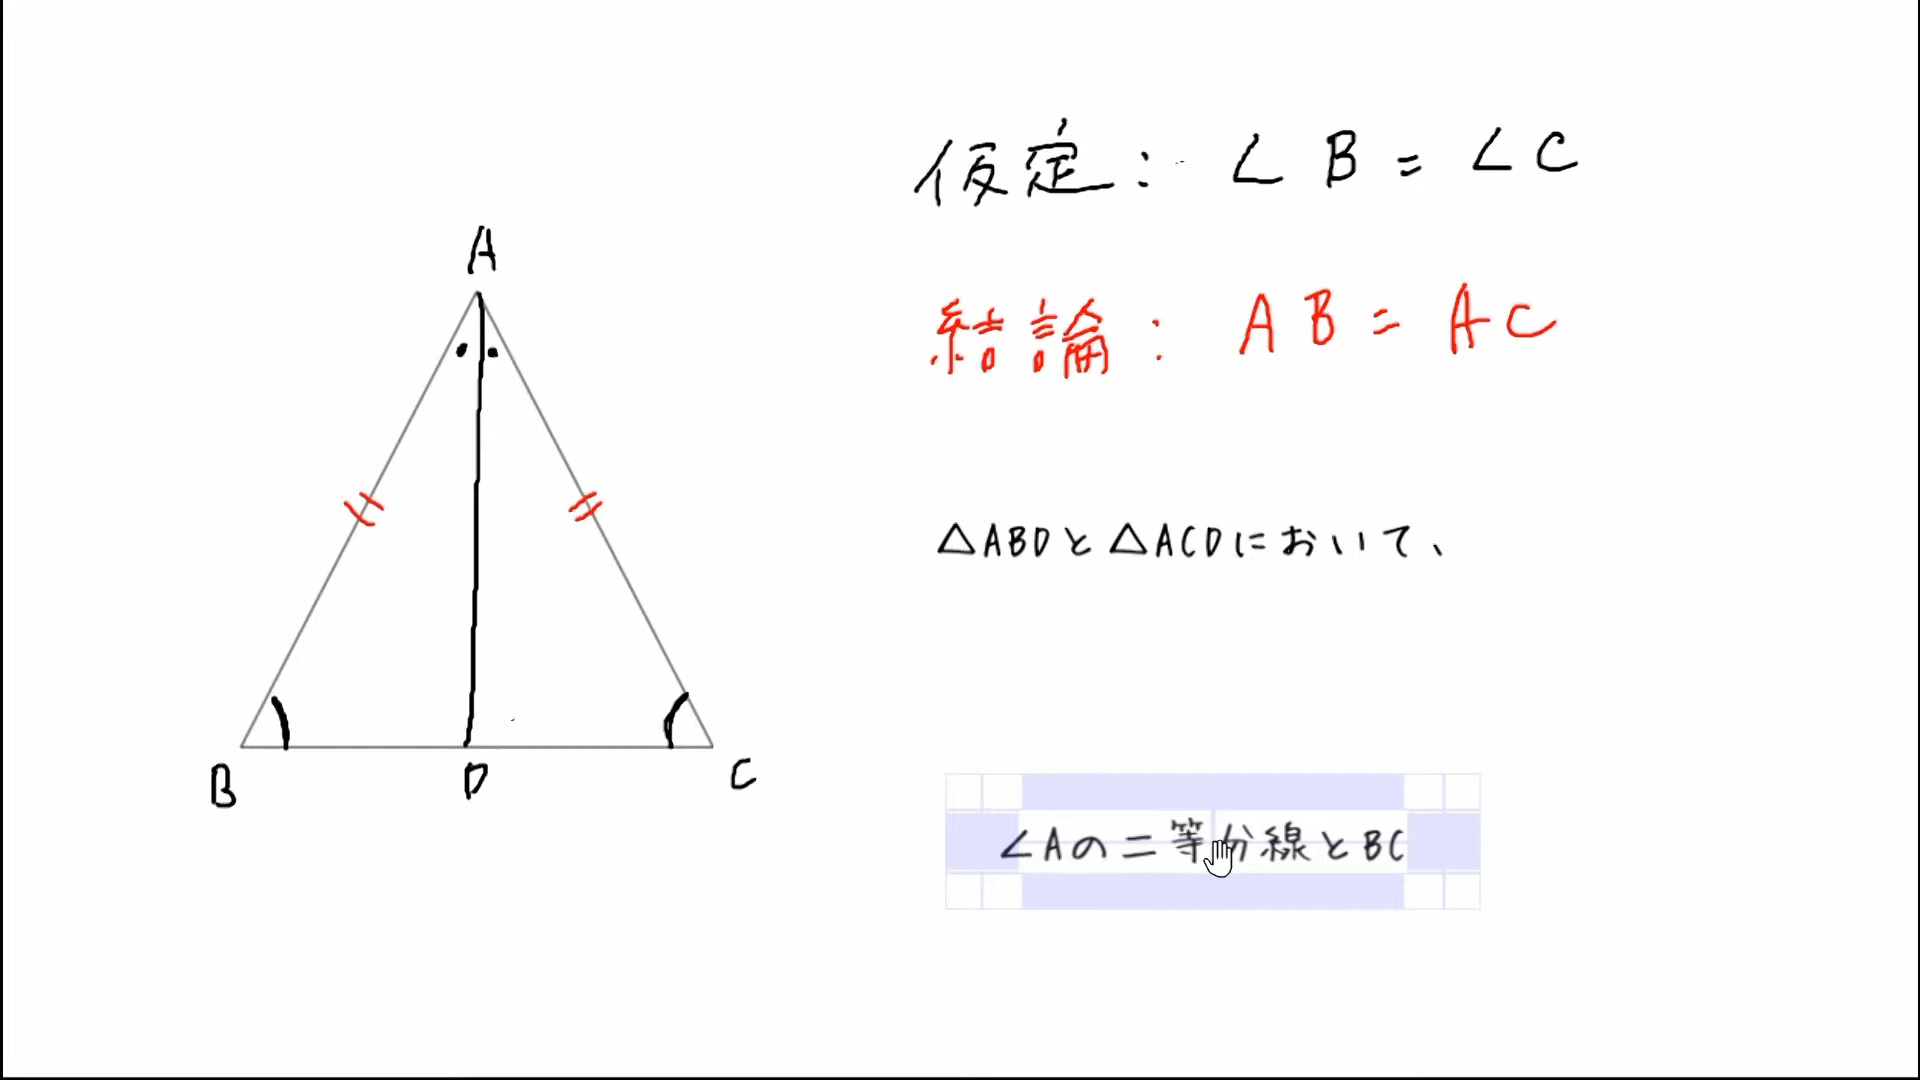 仮定: ∠B=∠C
結論: AB=AC
A
B
D
C
△ABDと△ACDにおいて、
∠Aの二等分線とBC